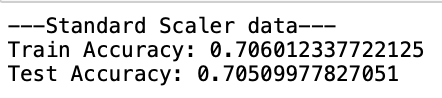 ---Standard Scaler data---
Train Accuracy: 0.706012337722125
Test Accuracy: 0.70509977827051